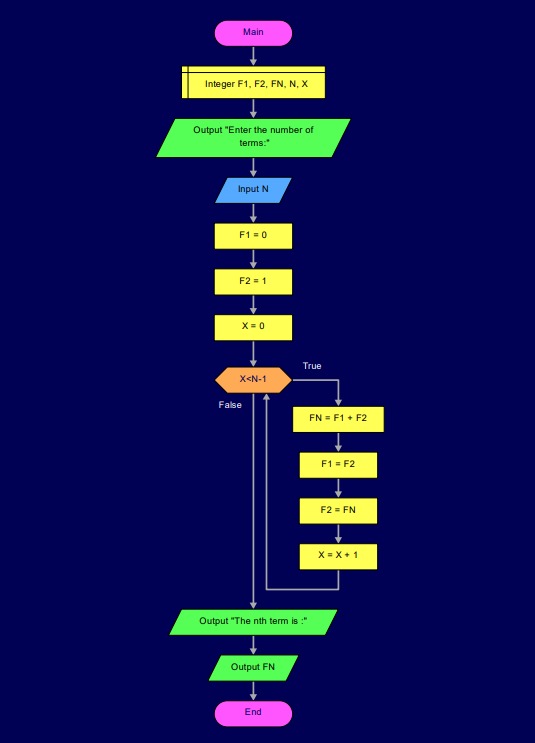 Main
Integer F1, F2, FN, N, X
Output "Enter the number of
terms:"
Input N
F1 = 0
F2 = 1
X = 0
X<N-1
True
False
FN = F1 + F2
F1 = F2
F2 = FN
X = X + 1
Output "The nth term is :"
Output FN
End